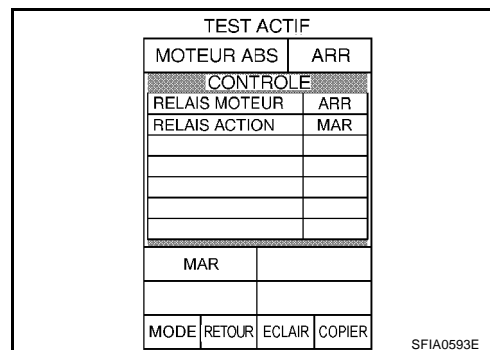 TEST ACTIF
MOTEUR ABS ARR
CONTROLE
RELAIS MOTEUR ARR
RELAIS ACTION MAR
MAR
MODE RETOUR ECLAIR COPIER
SFIA0593E